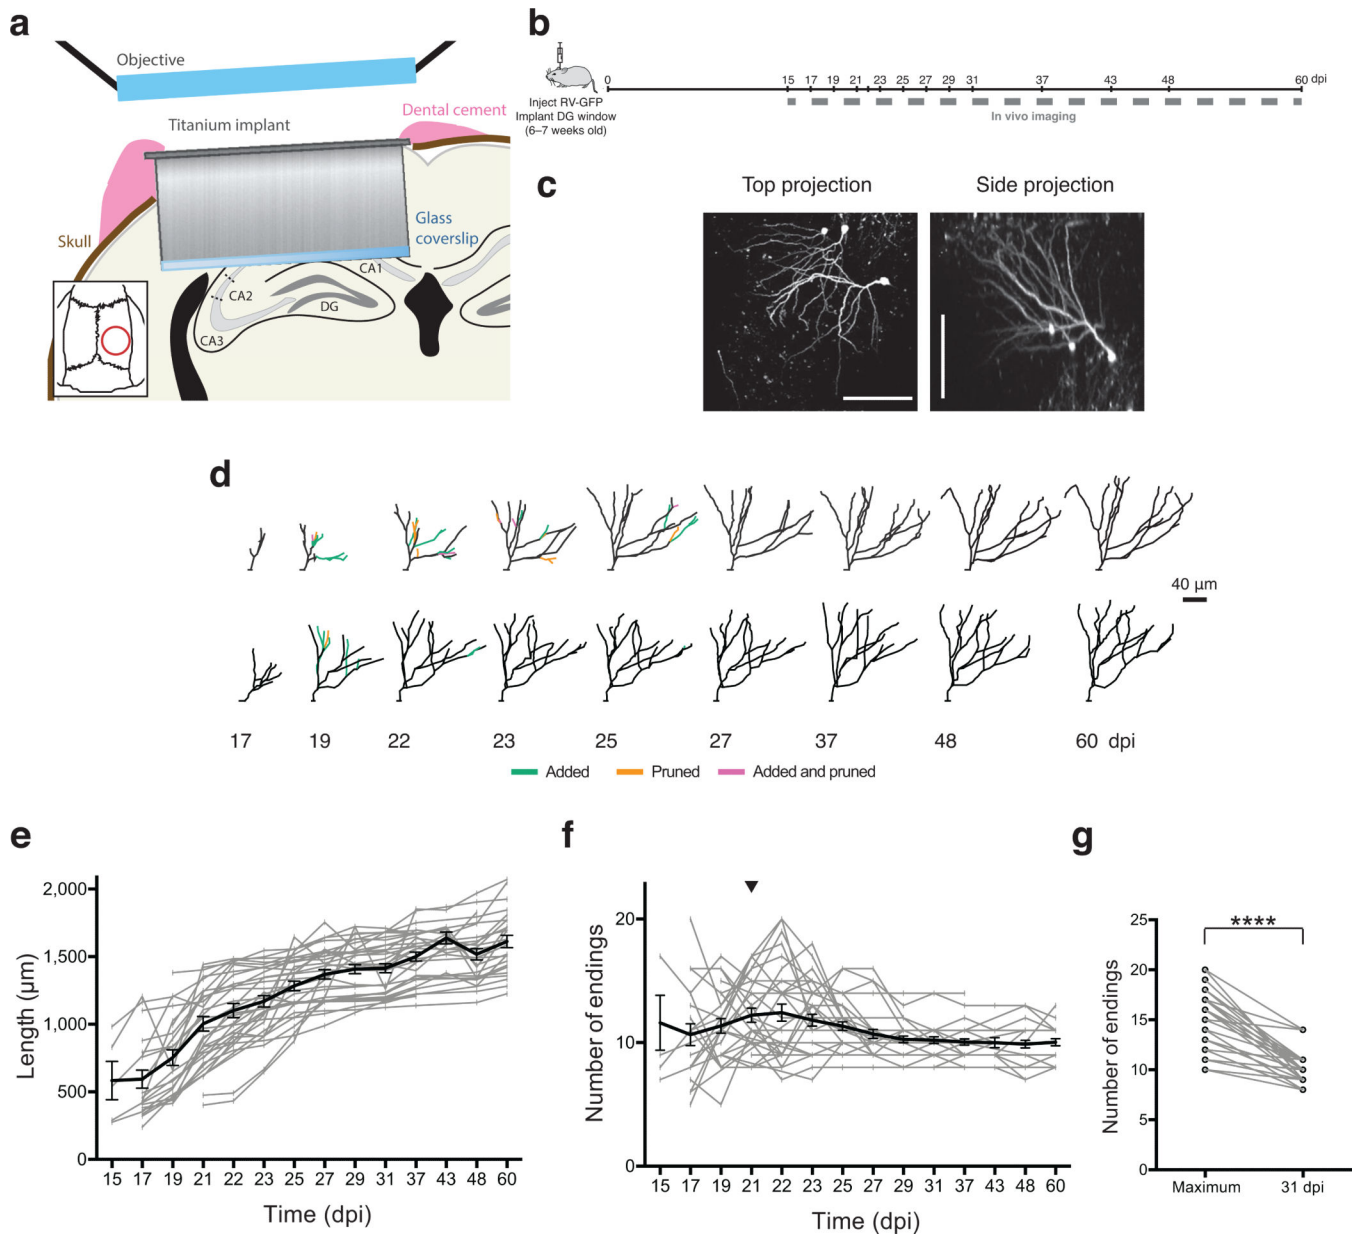 a
Objective
Dental cement
Titanium implant
Glass
coverslip
Skull
CA1
CA2
DG
CA3
b
0
15 17 19 21 23 25 27 29 31 37 43 48 60 dpi
Inject RV-GFP
Implant DG window
(6–7 weeks old)
In vivo imaging
c
Top projection
Side projection
d
40 µm
17 19 22 23 25 27 37 48 60 dpi
Added
Pruned
Added and pruned
e
Length (µm)
2,000
1,500
1,000
500
0
15 17 19 21 22 23 25 27 29 31 37 43 48 60
Time (dpi)
f
Number of endings
20
10
0
15 17 19 21 22 23 25 27 29 31 37 43 48 60
Time (dpi)
g
****
Number of endings
25
20
15
10
5
0
Maximum
31 dpi